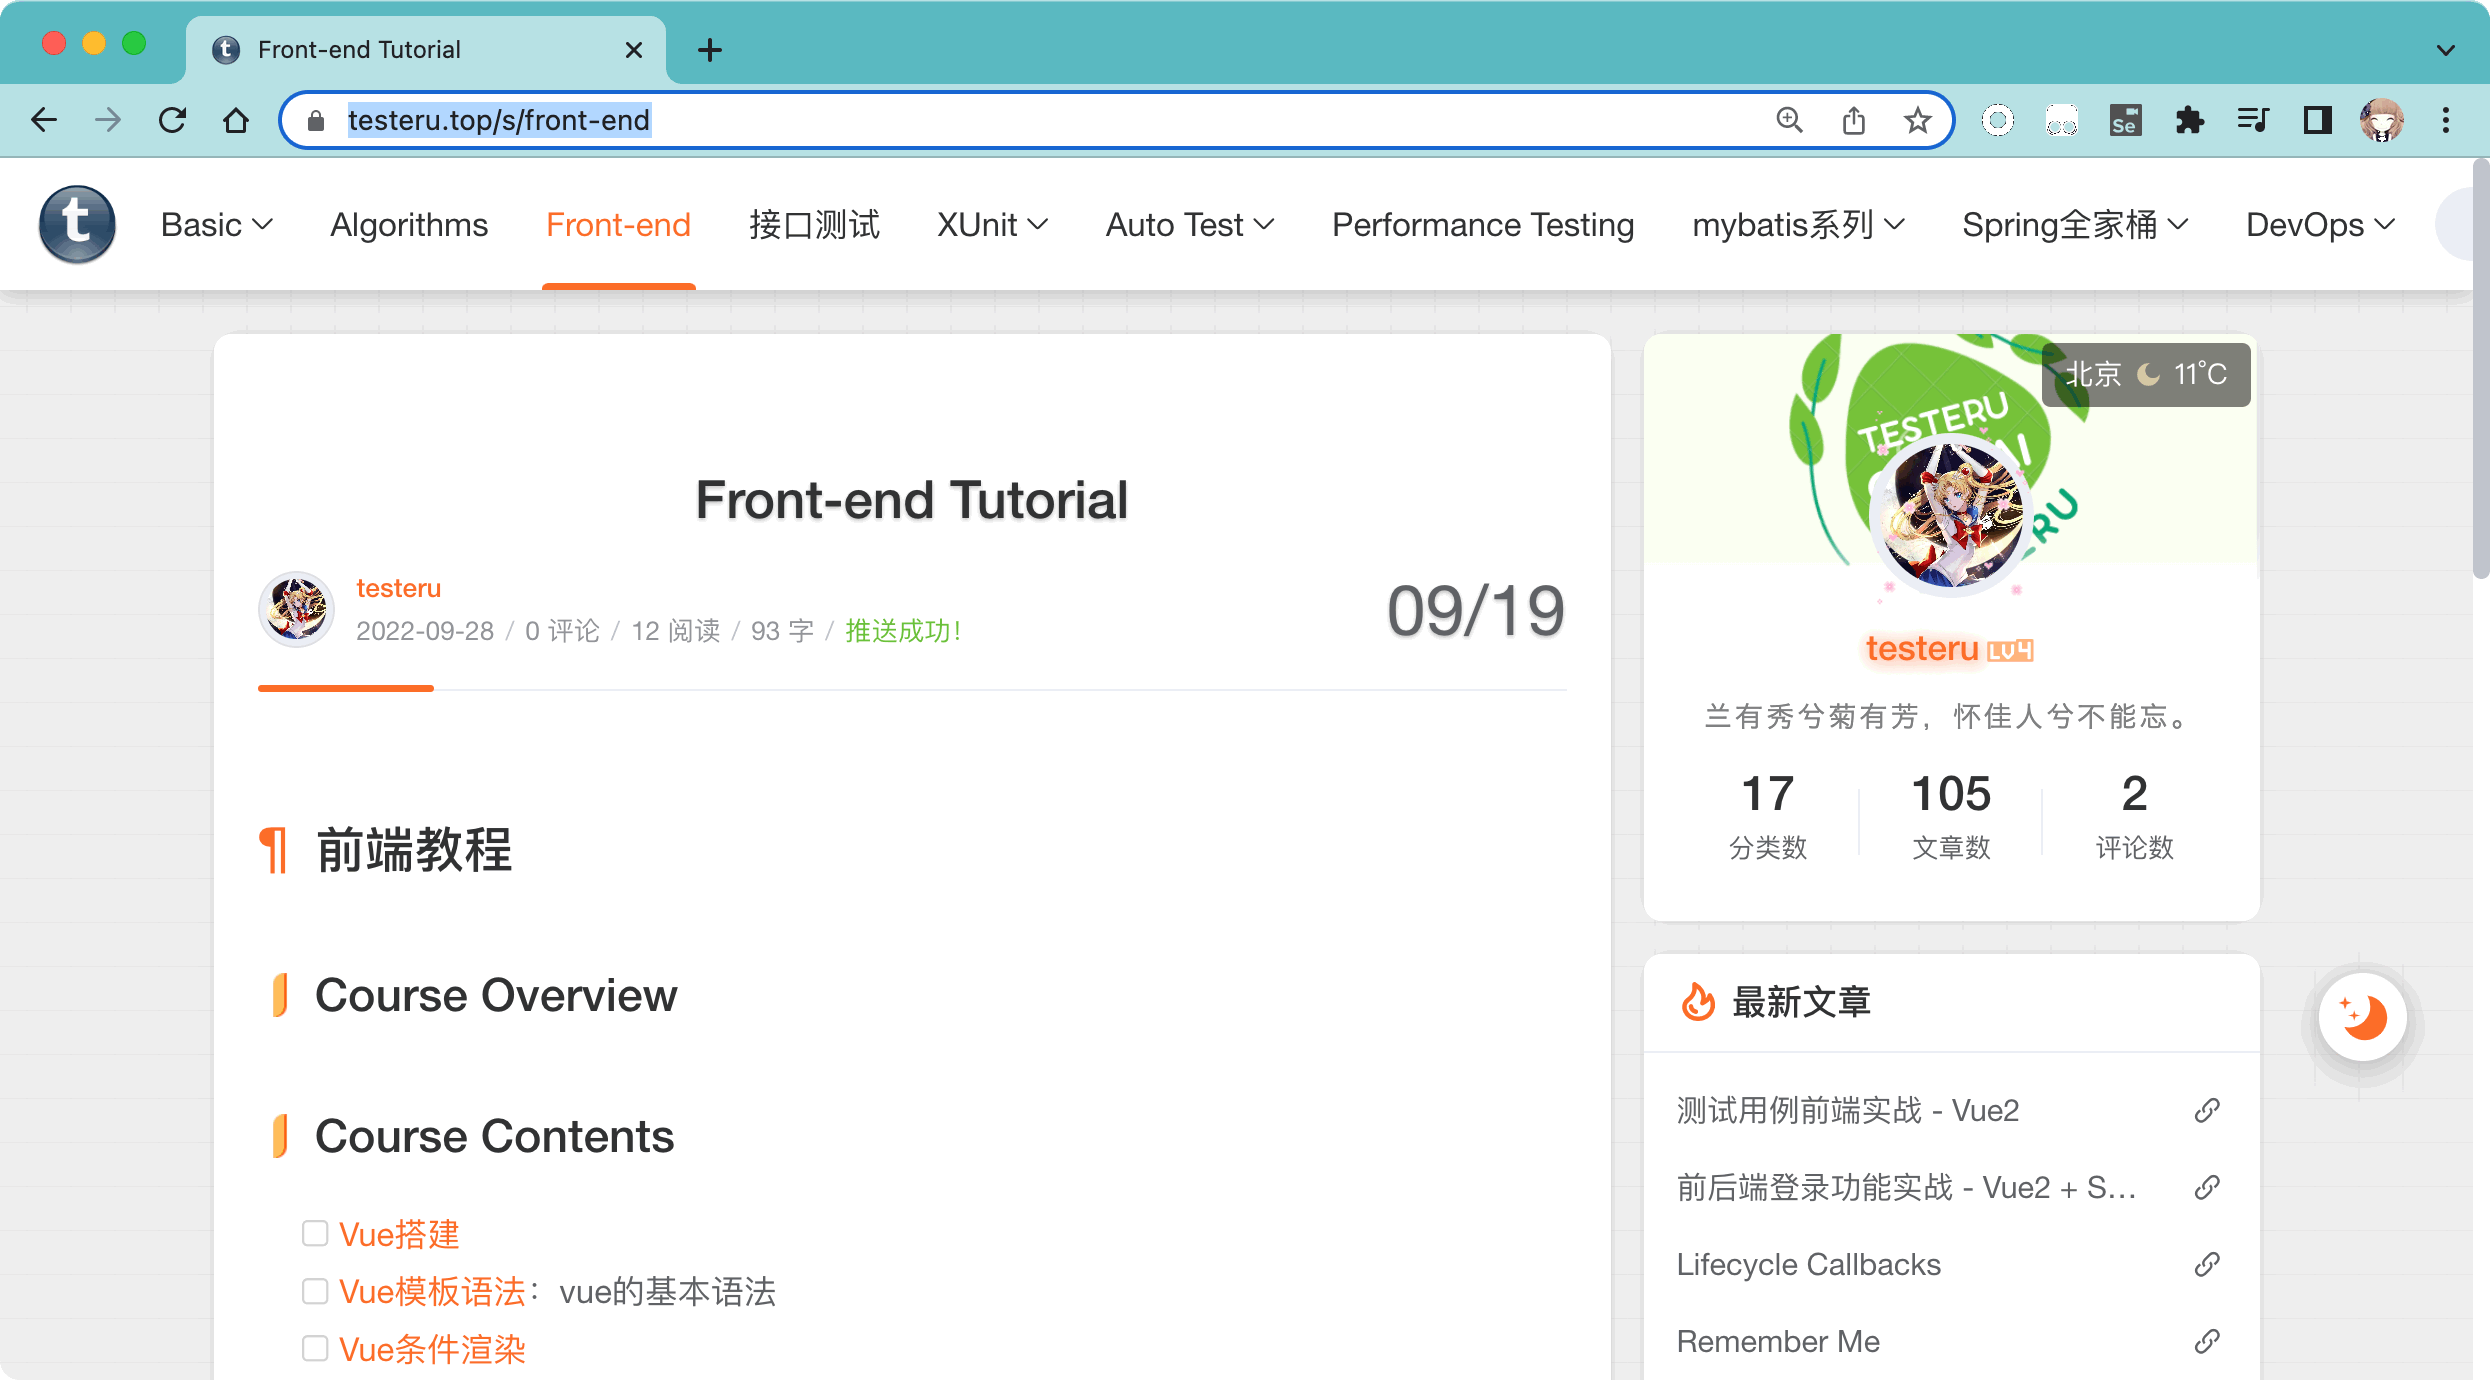 Front-end Tutorial
testeru.top/s/front-end
Se
t
Basic
Algorithms
Front-end
接口测试
XUnit
Auto Test
Performance Testing
mybatis系列
Spring全家桶
DevOps
Front-end Tutorial
testeru
2022-09-28 / 0 评论 / 12 阅读 / 93 字 / 推送成功!
09/19
¶ 前端教程
Course Overview
Course Contents
Vue搭建
Vue模板语法：vue的基本语法
Vue条件渲染
北京 11°C
TESTERU
testeru LV4
兰有秀兮菊有芳，怀佳人兮不能忘。
17 105 2
分类数 文章数 评论数
最新文章
测试用例前端实战 - Vue2
前后端登录功能实战 - Vue2 + S...
Lifecycle Callbacks
Remember Me